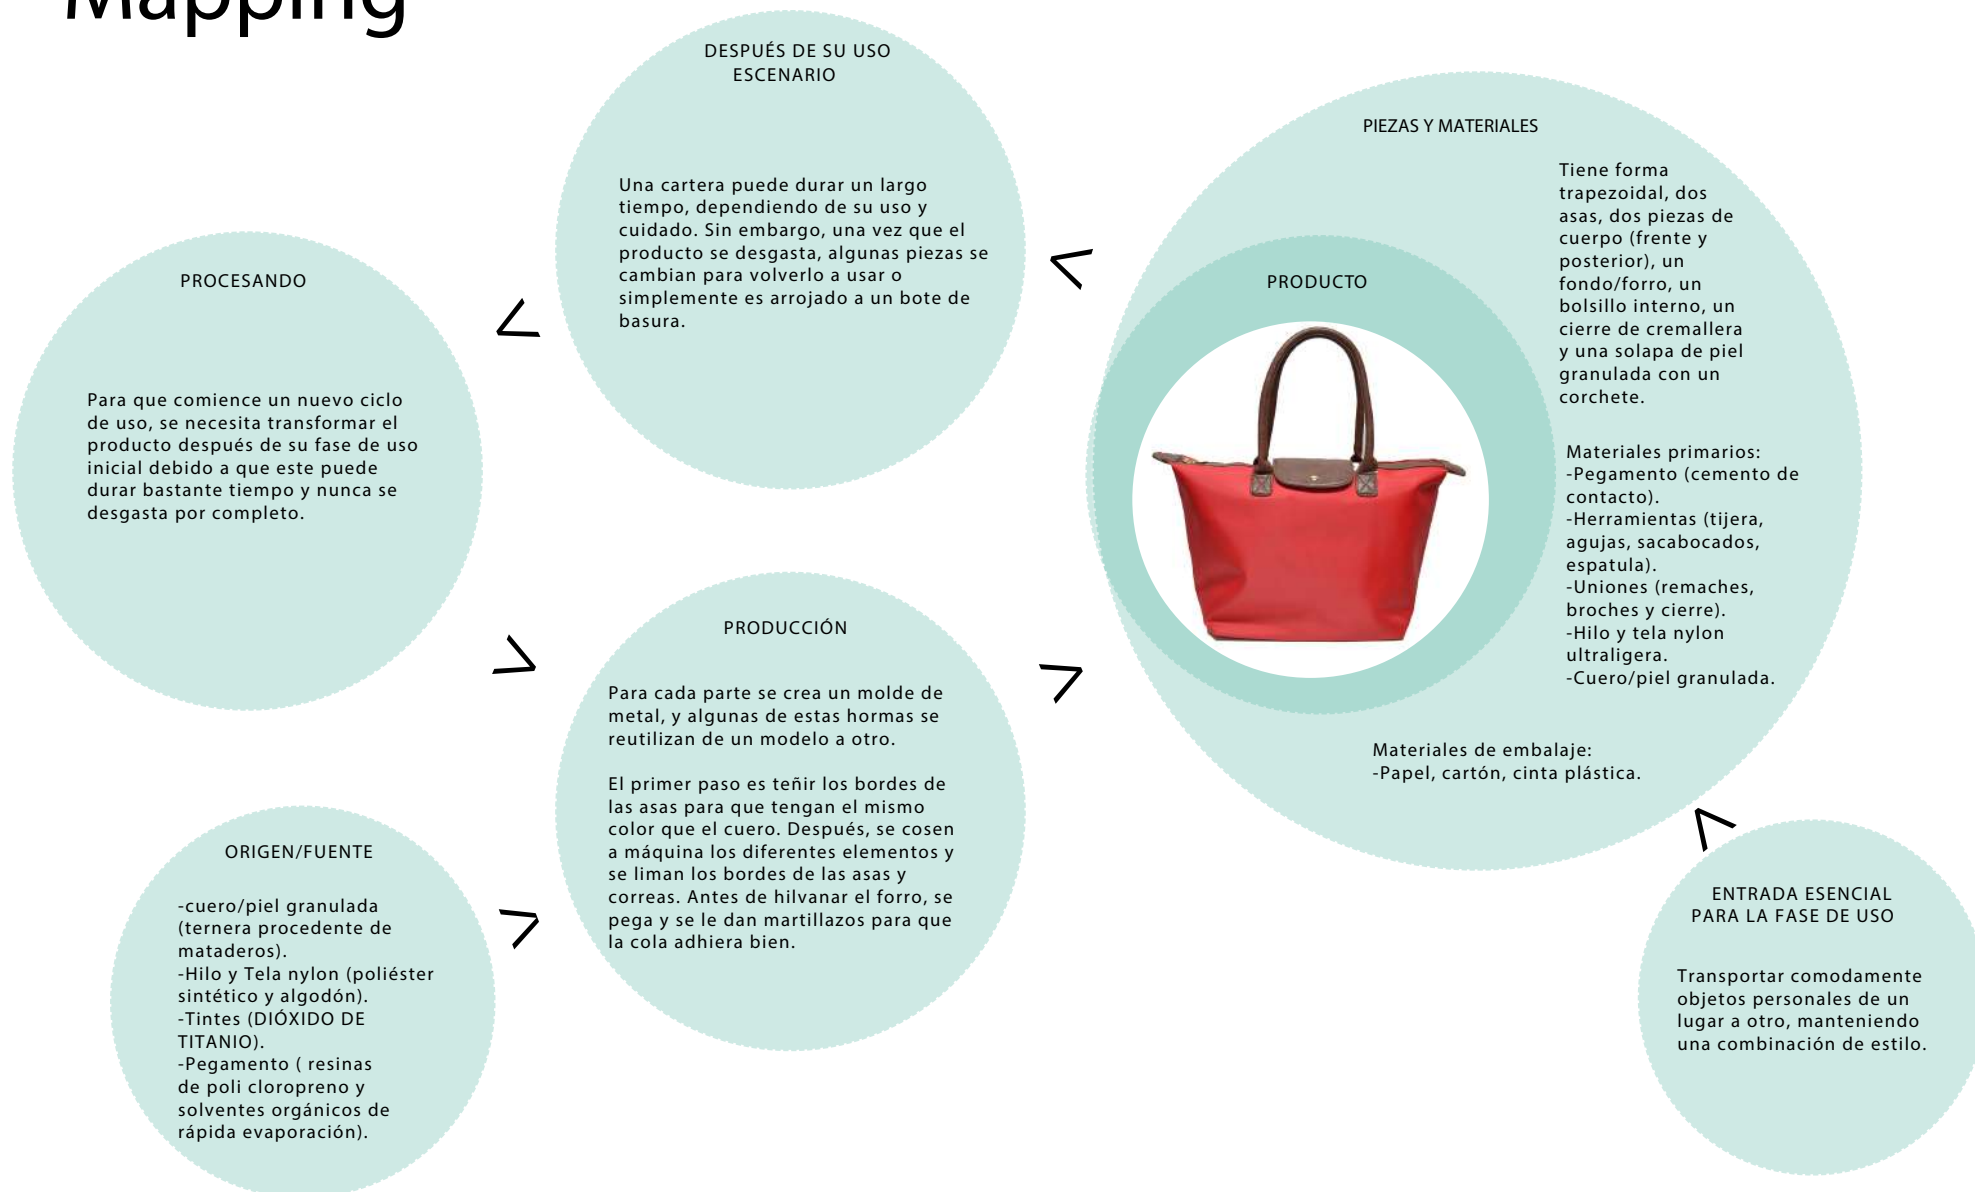 Mapping
DESPUÉS DE SU USO
ESCENARIO
Una cartera puede durar un largo
tiempo, dependiendo de su uso y
cuidado. Sin embargo, una vez que el
producto se desgasta, algunas piezas se
cambian para volverlo a usar o
simplemente es arrojado a un bote de
basura.
PROCESANDO
Para que comience un nuevo ciclo
de uso, se necesita transformar el
producto después de su fase de uso
inicial debido a que este puede
durar bastante tiempo y nunca se
desgasta por completo.
ORIGEN/FUENTE
-cuero/piel granulada
(ternera procedente de
mataderos).
-Hilo y Tela nylon (poliéster
sintético y algodón).
-Tintes (DIÓXIDO DE
TITANIO).
-Pegamento ( resinas
de poli cloropreno y
solventes orgánicos de
rápida evaporación).
PRODUCCIÓN
Para cada parte se crea un molde de
metal, y algunas de estas hormas se
reutilizan de un modelo a otro.
El primer paso es teñir los bordes de
las asas para que tengan el mismo
color que el cuero. Después, se cosen
a máquina los diferentes elementos y
se liman los bordes de las asas y
correas. Antes de hilvanar el forro, se
pega y se le dan martillazos para que
la cola adhiera bien.
PIEZAS Y MATERIALES
PRODUCTO
Tiene forma
trapezoidal, dos
asas, dos piezas de
cuerpo (frente y
posterior), un
fondo/forro, un
bolsillo interno, un
cierre de cremallera
y una solapa de piel
granulada con un
corchete.
Materiales primarios:
-Pegamento (cemento de
contacto).
-Herramientas (tijera,
agujas, sacabocados,
espatula).
-Uniones (remaches,
broches y cierre).
-Hilo y tela nylon
ultraligera.
-Cuero/piel granulada.
Materiales de embalaje:
-Papel, cartón, cinta plástica.
ENTRADA ESENCIAL
PARA LA FASE DE USO
Transportar comodamente
objetos personales de un
lugar a otro, manteniendo
una combinación de estilo.